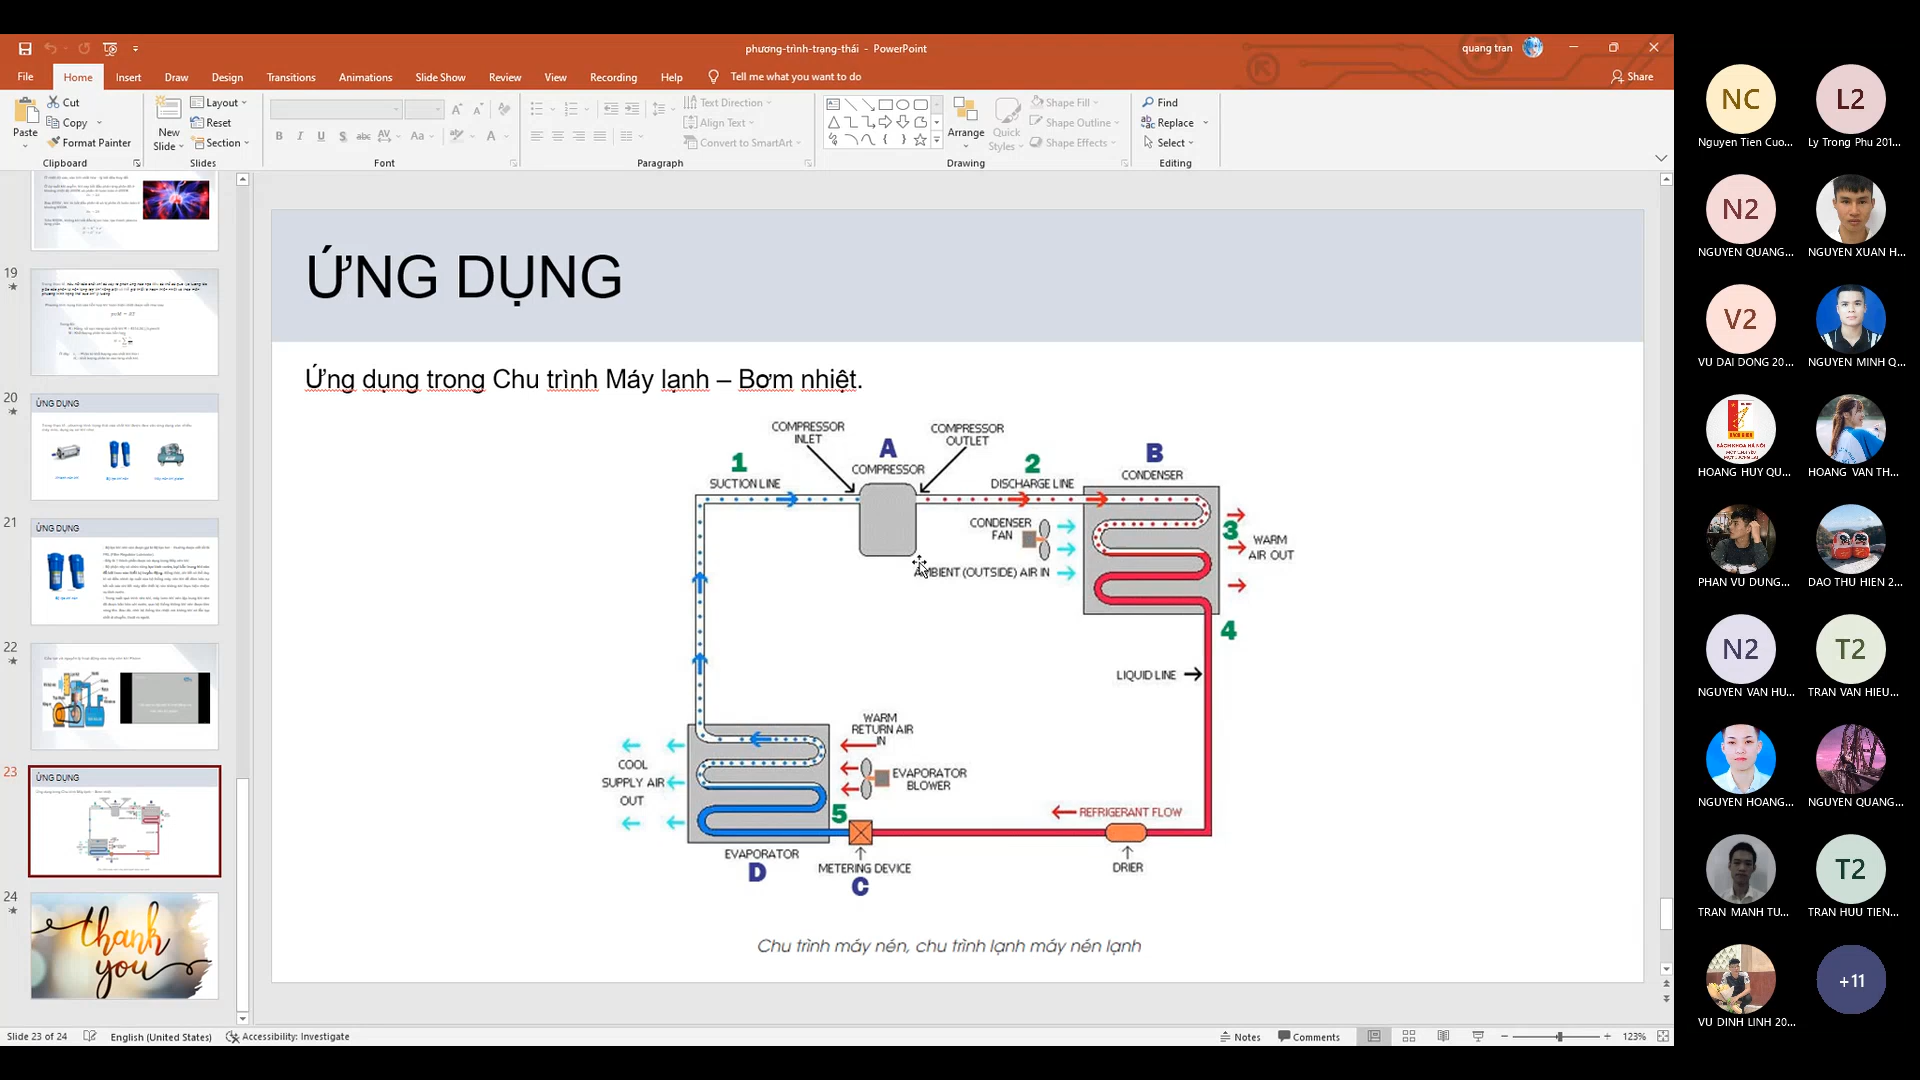 phương-trình-trạng-thái - PowerPoint
quang tran
File Home Insert Draw Design Transitions Animations Slide Show Review View Recording Help Tell me what you want to do
Share
Paste
Cut
Copy
Format Painter
Clipboard
New Slide
Layout
Reset
Section
Slides
Font
Text Direction
Align Text
Convert to SmartArt
Paragraph
Arrange
Quick Styles
Shape Fill
Shape Outline
Shape Effects
Drawing
Find
Replace
Select
Editing
19
20
ỨNG DỤNG
21
ỨNG DỤNG
22
23
ỨNG DỤNG
24
thank you
ỨNG DỤNG
Ứng dụng trong Chu trình Máy lạnh – Bơm nhiệt.
COMPRESSOR INLET
A
COMPRESSOR
COMPRESSOR OUTLET
1
SUCTION LINE
2
DISCHARGE LINE
B
CONDENSER
CONDENSER FAN
3
WARM AIR OUT
AMBIENT (OUTSIDE) AIR IN
4
LIQUID LINE
WARM RETURN AIR IN
COOL SUPPLY AIR OUT
EVAPORATOR BLOWER
5
REFRIGERANT FLOW
EVAPORATOR
D
METERING DEVICE
C
DRIER
Chu trình máy nén, chu trình lạnh máy nén lạnh
Slide 23 of 24
English (United States)
Accessibility: Investigate
Notes
Comments
123%
NC
Nguyen Tien Cuo...
L2
Ly Trong Phu 201...
N2
NGUYEN QUANG...
NGUYEN XUAN H...
V2
VU DAI DONG 20...
NGUYEN MINH Q...
HOANG HUY QU...
HOANG VAN TH...
PHAN VU DUNG...
DAO THU HIEN 2...
N2
NGUYEN VAN HU...
T2
TRAN VAN HIEU...
NGUYEN HOANG...
NGUYEN QUANG...
TRAN MANH TU...
T2
TRAN HUU TIEN...
VU DINH LINH 20...
+11